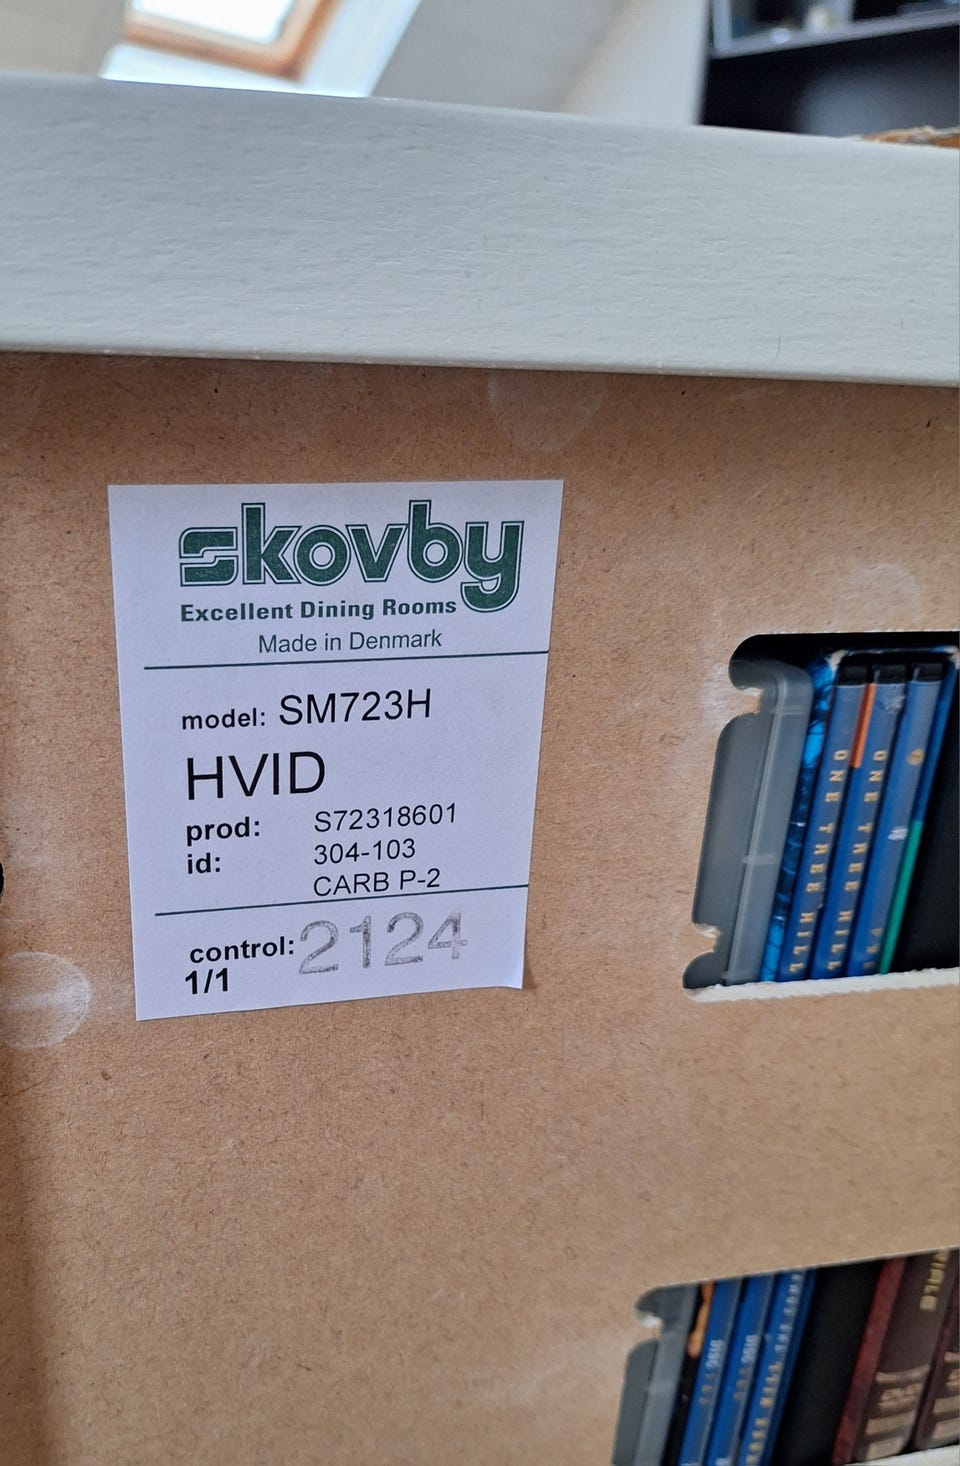 skovby
Excellent Dining Rooms
Made in Denmark
model: SM723H
HVID
prod: S72318601
id: 304-103
CARB P-2
control: 2124
1/1
ONE TREE HILL
ONE TREE HILL